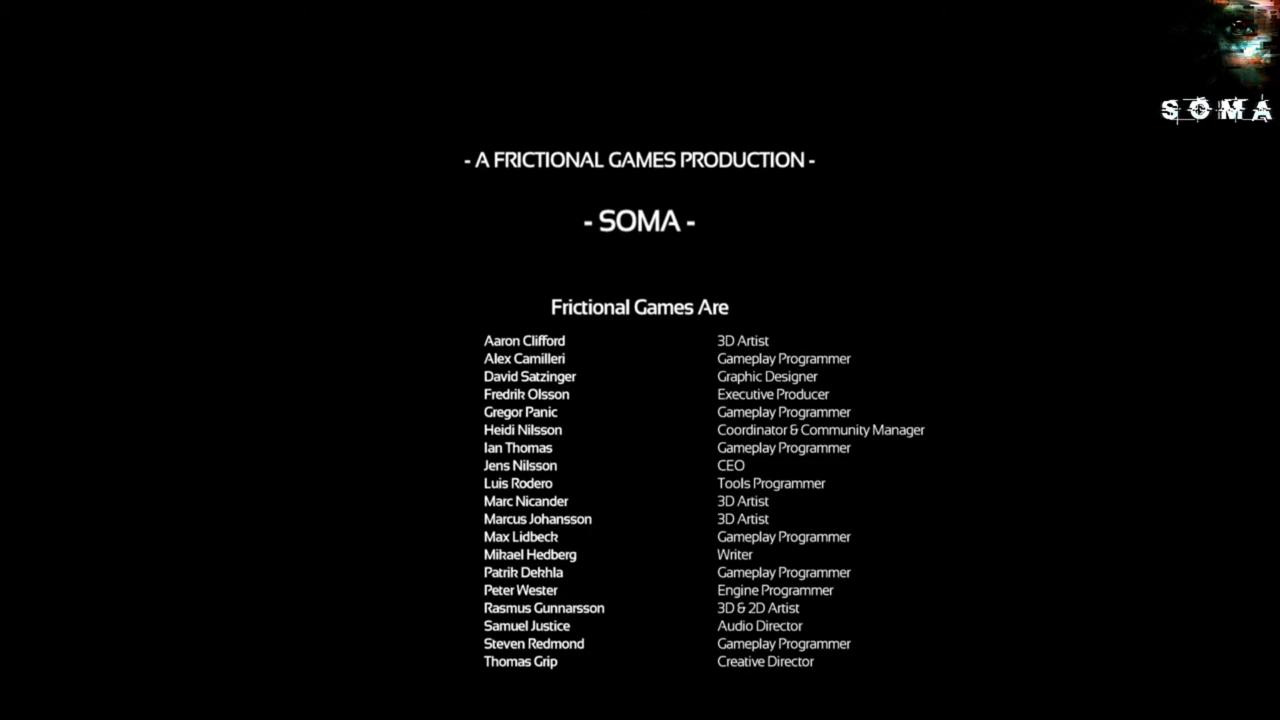 SOMA
- A FRICTIONAL GAMES PRODUCTION -
- SOMA -
Frictional Games Are
Aaron Clifford 3D Artist
Alex Camilleri Gameplay Programmer
David Satzinger Graphic Designer
Fredrik Olsson Executive Producer
Gregor Panic Gameplay Programmer
Heidi Nilsson Coordinator & Community Manager
Ian Thomas Gameplay Programmer
Jens Nilsson CEO
Luis Rodero Tools Programmer
Marc Nicander 3D Artist
Marcus Johansson 3D Artist
Max Lidbeck Gameplay Programmer
Mikael Hedberg Writer
Patrik Dekhla Gameplay Programmer
Peter Wester Engine Programmer
Rasmus Gunnarsson 3D & 2D Artist
Samuel Justice Audio Director
Steven Redmond Gameplay Programmer
Thomas Grip Creative Director